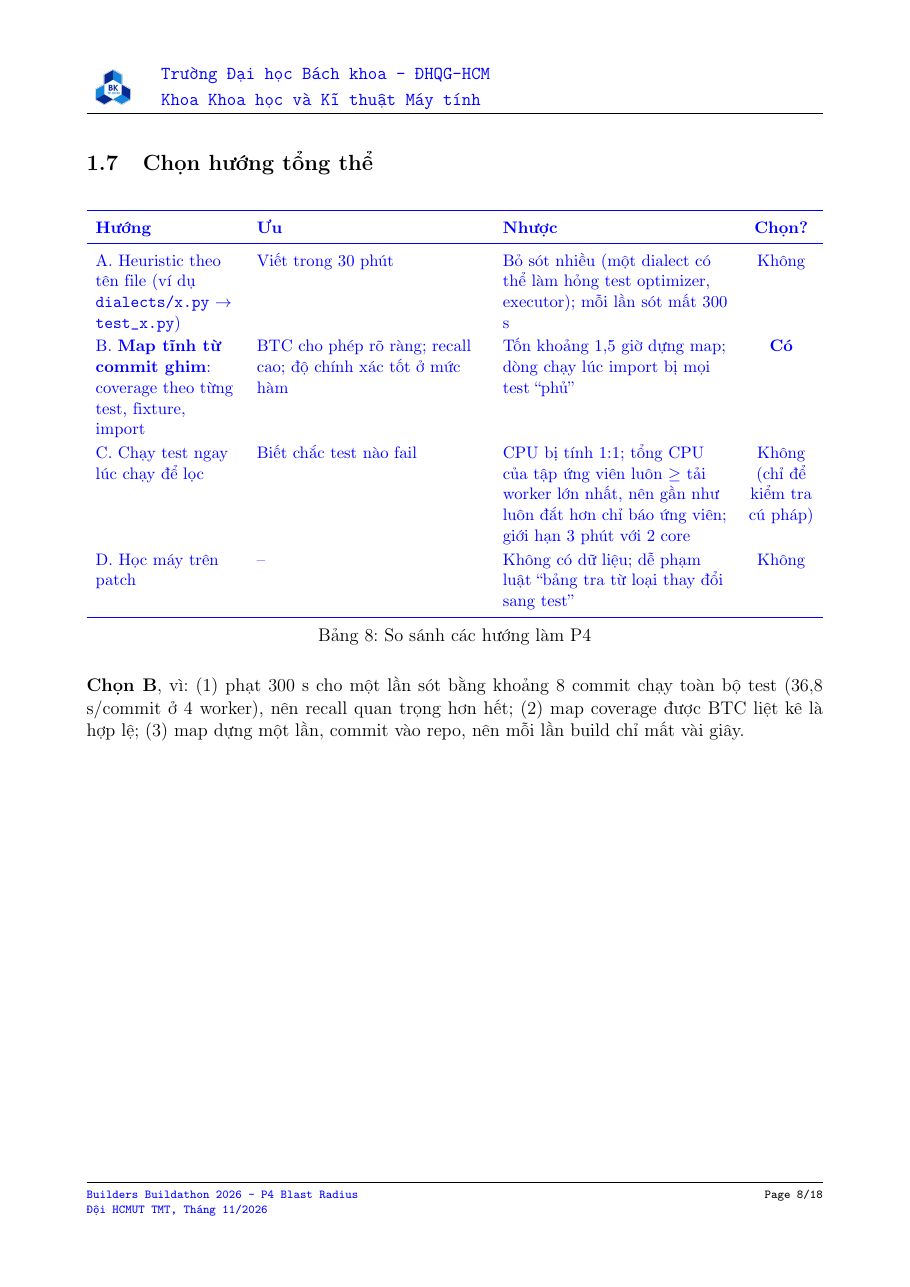 BK
Trường Đại học Bách khoa - ĐHQG-HCM
Khoa Khoa học và Kĩ thuật Máy tính
1.7 Chọn hướng tổng thể
Hướng Ưu Nhược Chọn?
A. Heuristic theo tên file (ví dụ dialects/x.py → test_x.py) Viết trong 30 phút Bỏ sót nhiều (một dialect có thể làm hỏng test optimizer, executor); mỗi lần sót mất 300 s Không
B. Map tĩnh từ commit ghim: coverage theo từng test, fixture, import BTC cho phép rõ ràng; recall cao; độ chính xác tốt ở mức hàm Tốn khoảng 1,5 giờ dựng map; dòng chạy lúc import bị mọi test “phủ” Có
C. Chạy test ngay lúc chạy để lọc Biết chắc test nào fail CPU bị tính 1:1; tổng CPU của tập ứng viên luôn ≥ tải worker lớn nhất, nên gần như luôn đắt hơn chỉ báo ứng viên; giới hạn 3 phút với 2 core Không (chỉ để kiểm tra cú pháp)
D. Học máy trên patch – Không có dữ liệu; dễ phạm luật “bảng tra từ loại thay đổi sang test” Không
Bảng 8: So sánh các hướng làm P4
Chọn B, vì: (1) phạt 300 s cho một lần sót bằng khoảng 8 commit chạy toàn bộ test (36,8
s/commit ở 4 worker), nên recall quan trọng hơn hết; (2) map coverage được BTC liệt kê là
hợp lệ; (3) map dựng một lần, commit vào repo, nên mỗi lần build chỉ mất vài giây.
Builders Buildathon 2026 - P4 Blast Radius Page 8/18
Đội HCMUT TMT, Tháng 11/2026